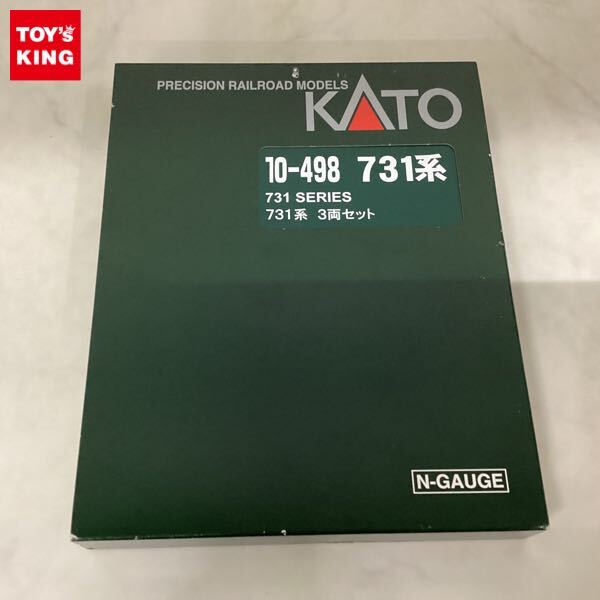 TOY's
KING
PRECISION RAILROAD MODELS
KATO
10-498 731系
731 SERIES
731系 3両セット
N-GAUGE